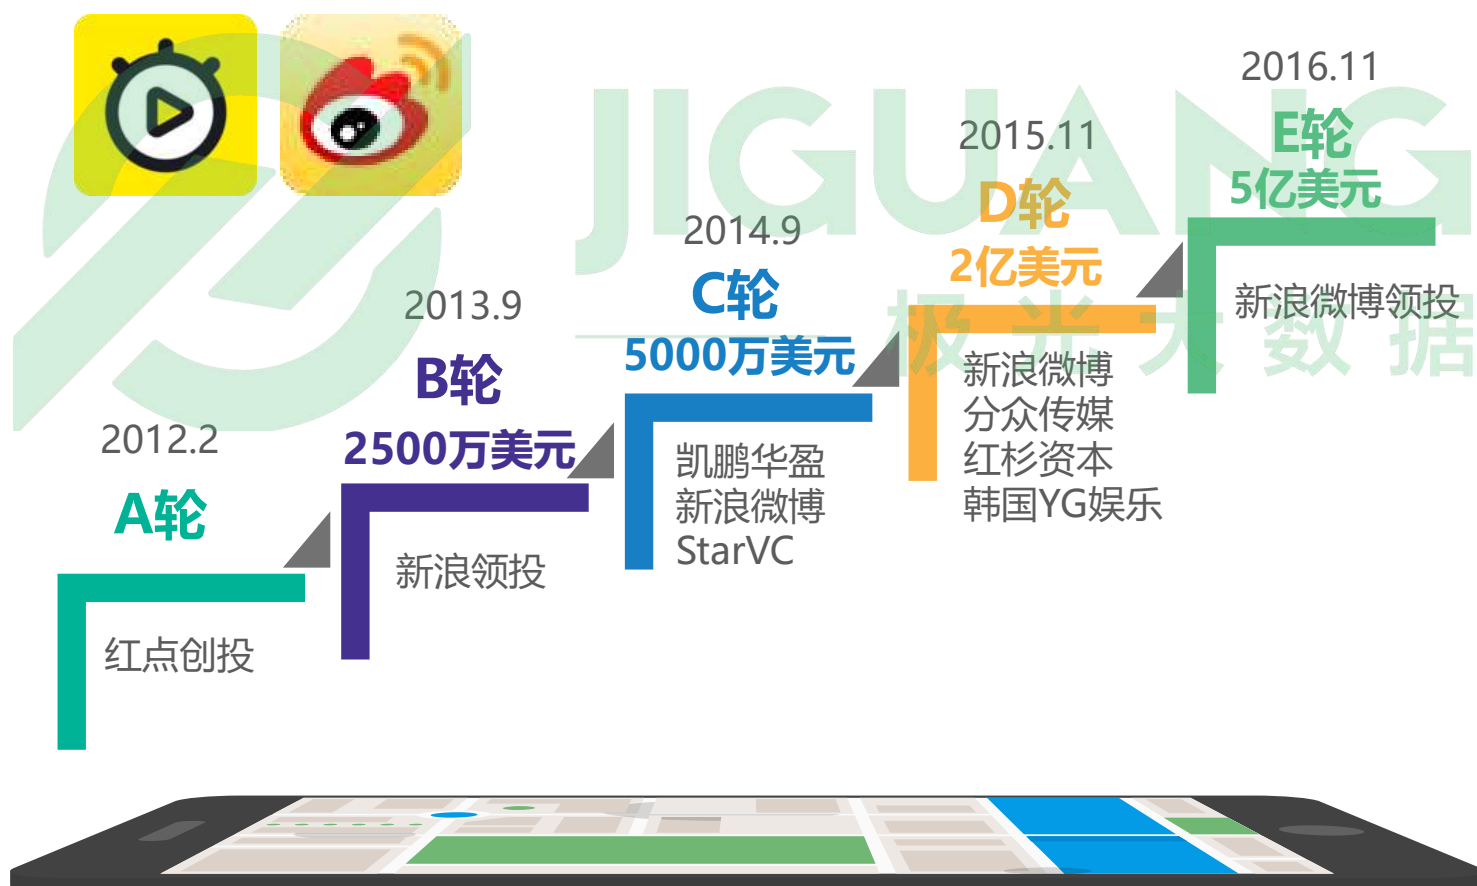 2012.2
A轮
红点创投
2013.9
B轮
2500万美元
新浪领投
2014.9
C轮
5000万美元
凯鹏华盈
新浪微博
StarVC
2015.11
D轮
2亿美元
新浪微博
分众传媒
红杉资本
韩国YG娱乐
2016.11
E轮
5亿美元
新浪微博领投
JIGUANG
极光大数据